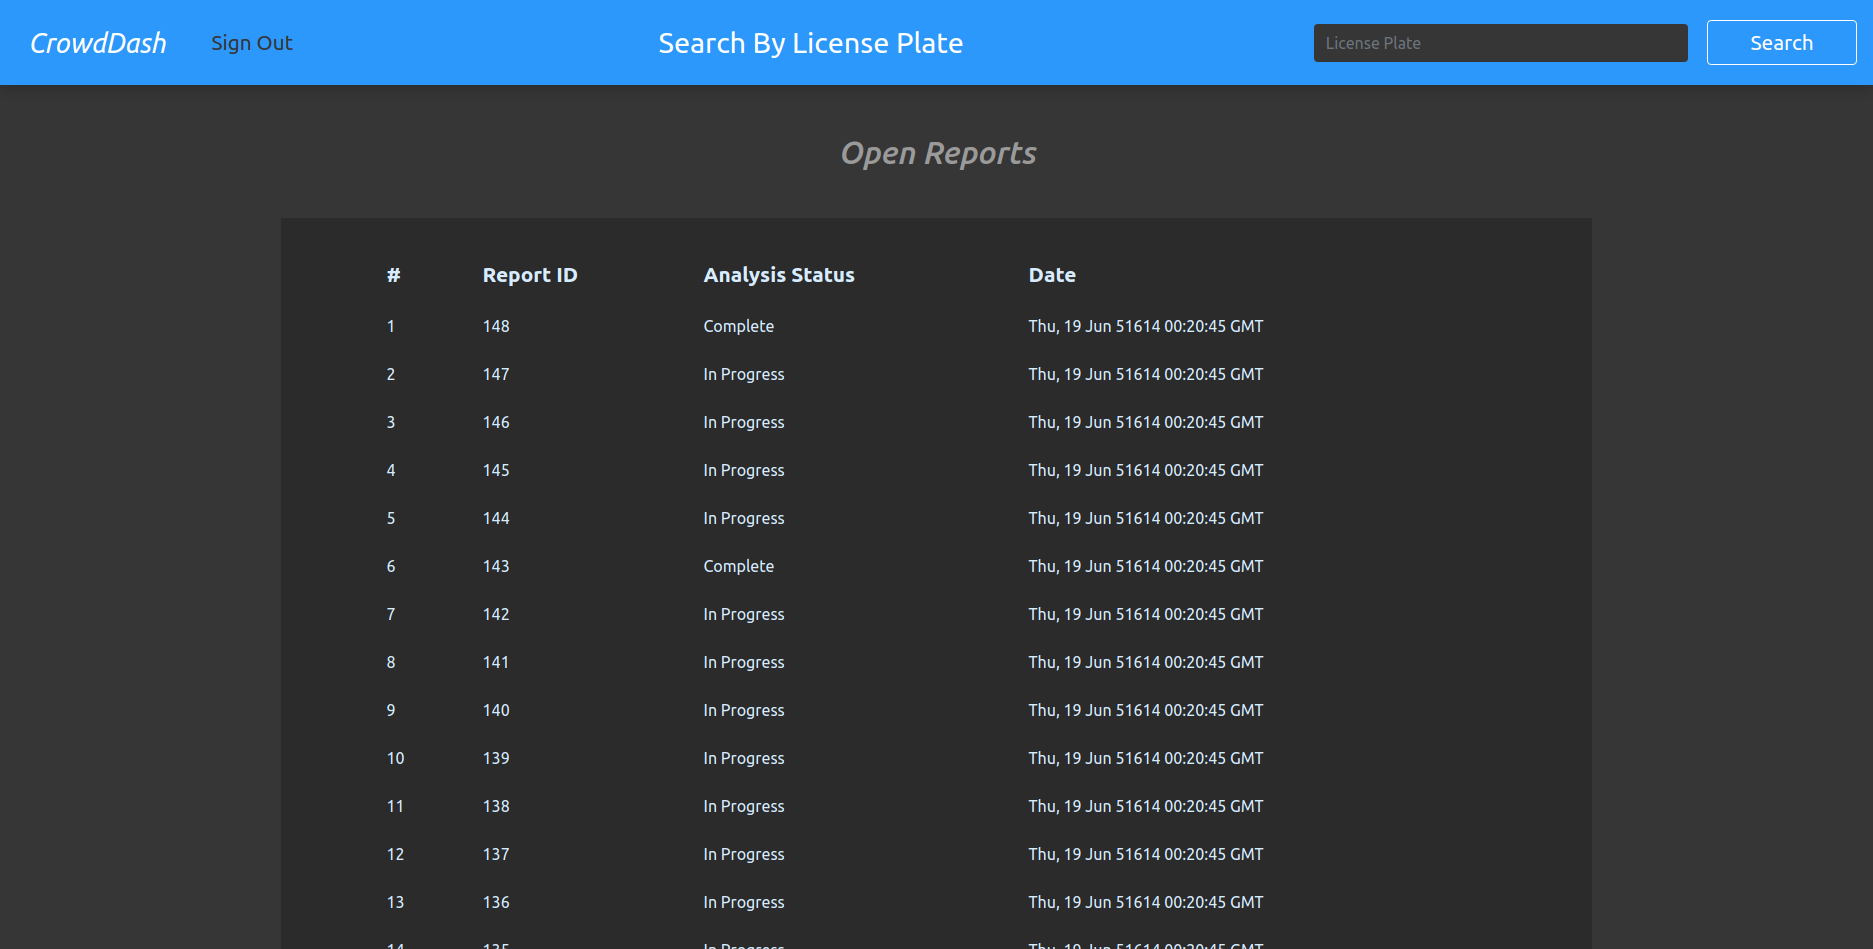 CrowdDash Sign Out Search By License Plate License Plate Search
Open Reports
# Report ID Analysis Status Date
1 148 Complete Thu, 19 Jun 51614 00:20:45 GMT
2 147 In Progress Thu, 19 Jun 51614 00:20:45 GMT
3 146 In Progress Thu, 19 Jun 51614 00:20:45 GMT
4 145 In Progress Thu, 19 Jun 51614 00:20:45 GMT
5 144 In Progress Thu, 19 Jun 51614 00:20:45 GMT
6 143 Complete Thu, 19 Jun 51614 00:20:45 GMT
7 142 In Progress Thu, 19 Jun 51614 00:20:45 GMT
8 141 In Progress Thu, 19 Jun 51614 00:20:45 GMT
9 140 In Progress Thu, 19 Jun 51614 00:20:45 GMT
10 139 In Progress Thu, 19 Jun 51614 00:20:45 GMT
11 138 In Progress Thu, 19 Jun 51614 00:20:45 GMT
12 137 In Progress Thu, 19 Jun 51614 00:20:45 GMT
13 136 In Progress Thu, 19 Jun 51614 00:20:45 GMT
14 135 In Progress Thu, 19 Jun 51614 00:20:45 GMT